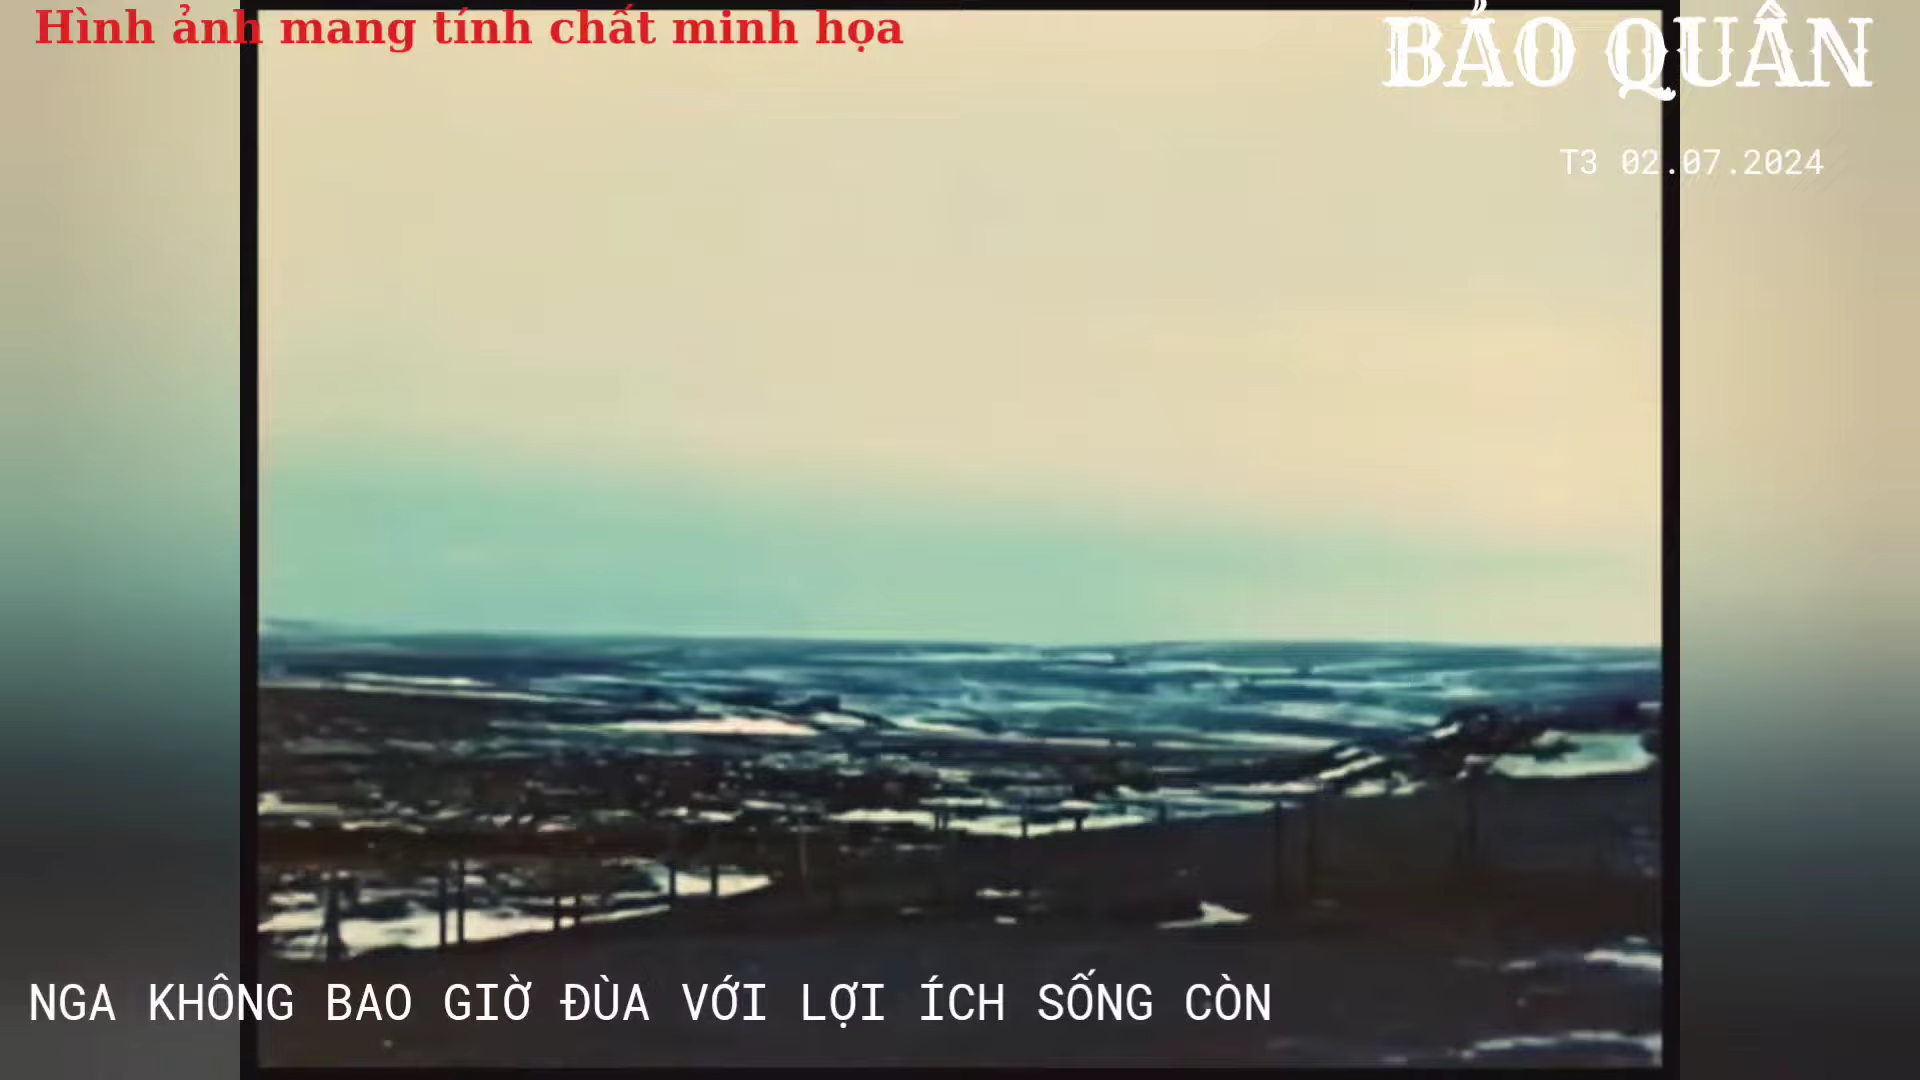 Hình ảnh mang tính chất minh họa
BẢO QUÂN
T3 02.07.2024
NGA KHÔNG BAO GIỜ ĐÙA VỚI LỢI ÍCH SỐNG CÒN